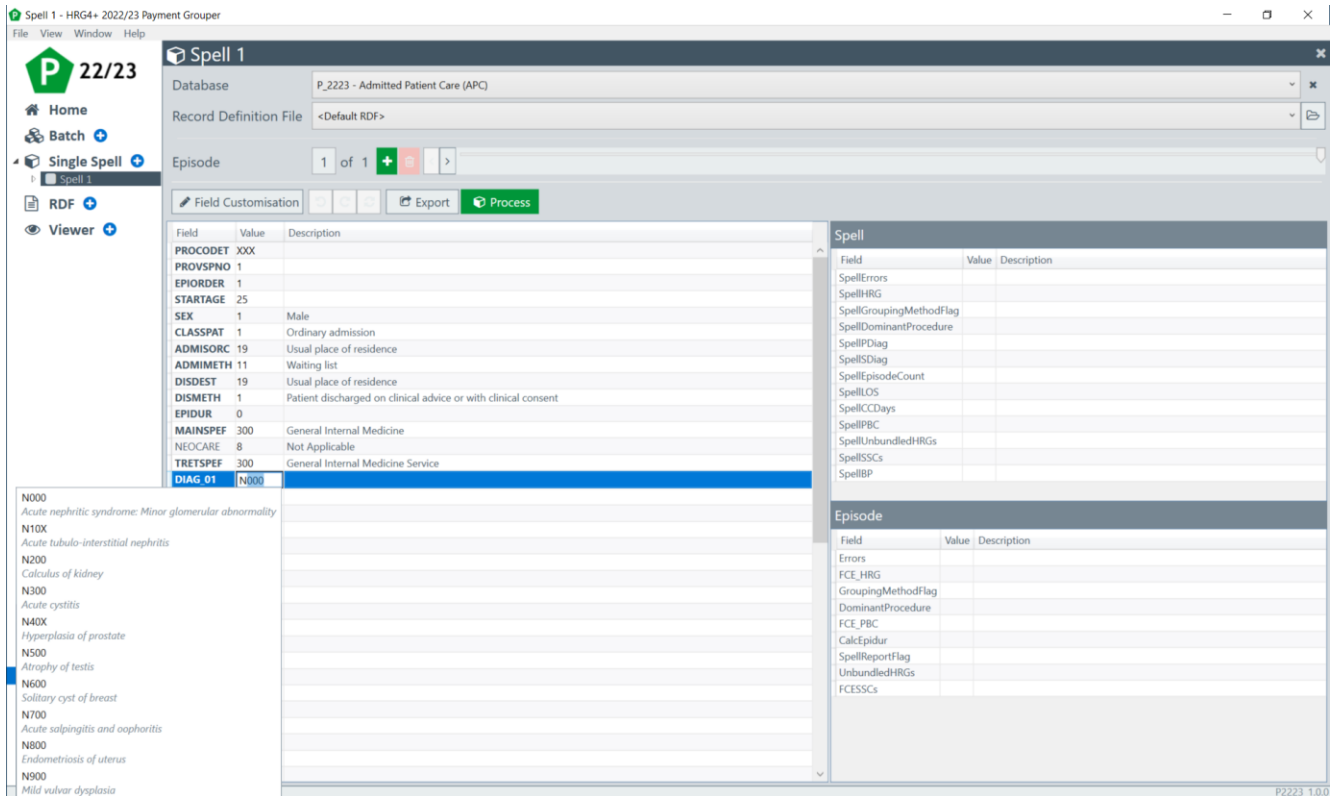 Spell 1 - HRG4+ 2022/23 Payment Grouper
File View Window Help
P 22/23
Home
Batch
Single Spell
Spell 1
RDF
Viewer
Spell 1
Database P_2223 - Admitted Patient Care (APC)
Record Definition File <Default RDF>
Episode 1 of 1
Field Customisation Export Process
Field Value Description
PROCODET XXX
PROVSPNO 1
EPIORDER 1
STARTAGE 25
SEX 1 Male
CLASSPAT 1 Ordinary admission
ADMISORC 19 Usual place of residence
ADMIMETH 11 Waiting list
DISDEST 19 Usual place of residence
DISMETH 1 Patient discharged on clinical advice or with clinical consent
EPIDUR 0
MAINSPEF 300 General Internal Medicine
NEOCARE 8 Not Applicable
TRETSPEF 300 General Internal Medicine Service
DIAG_01 N000
N000
Acute nephritic syndrome: Minor glomerular abnormality
N10X
Acute tubulo-interstitial nephritis
N200
Calculus of kidney
N300
Acute cystitis
N40X
Hyperplasia of prostate
N500
Atrophy of testis
N600
Solitary cyst of breast
N700
Acute salpingitis and oophoritis
N800
Endometriosis of uterus
N900
Mild vulvar dysplasia
Spell
Field Value Description
SpellErrors
SpellHRG
SpellGroupingMethodFlag
SpellDominantProcedure
SpellPDiag
SpellSDiag
SpellEpisodeCount
SpellLOS
SpellCCDays
SpellPBC
SpellUnbundledHRGs
SpellSSCs
SpellBP
Episode
Field Value Description
Errors
FCE_HRG
GroupingMethodFlag
DominantProcedure
FCE_PBC
CalcEpidur
SpellReportFlag
UnbundledHRGs
FCESSCs
P2223 1.0.0